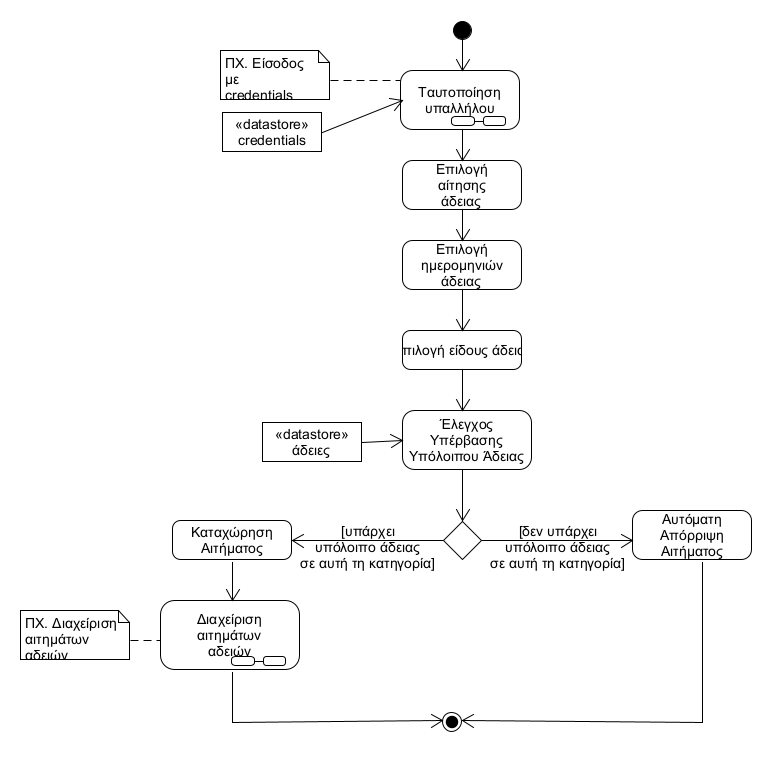 ΠΧ. Είσοδος
με
credentials
Ταυτοποίηση
υπαλλήλου
«datastore»
credentials
Επιλογή
αίτησης
άδειας
Επιλογή
ημερομηνιών
άδειας
πιλογή είδους άδεια
«datastore»
άδειες
Έλεγχος
Υπέρβασης
Υπόλοιπου Άδειας
Καταχώρηση
Αιτήματος
[υπάρχει
υπόλοιπο άδειας
σε αυτή τη κατηγορία]
[δεν υπάρχει
υπόλοιπο άδειας
σε αυτή τη κατηγορία]
Αυτόματη
Απόρριψη
Αιτήματος
ΠΧ. Διαχείριση
αιτημάτων
αδειών
Διαχείριση
αιτημάτων
αδειών